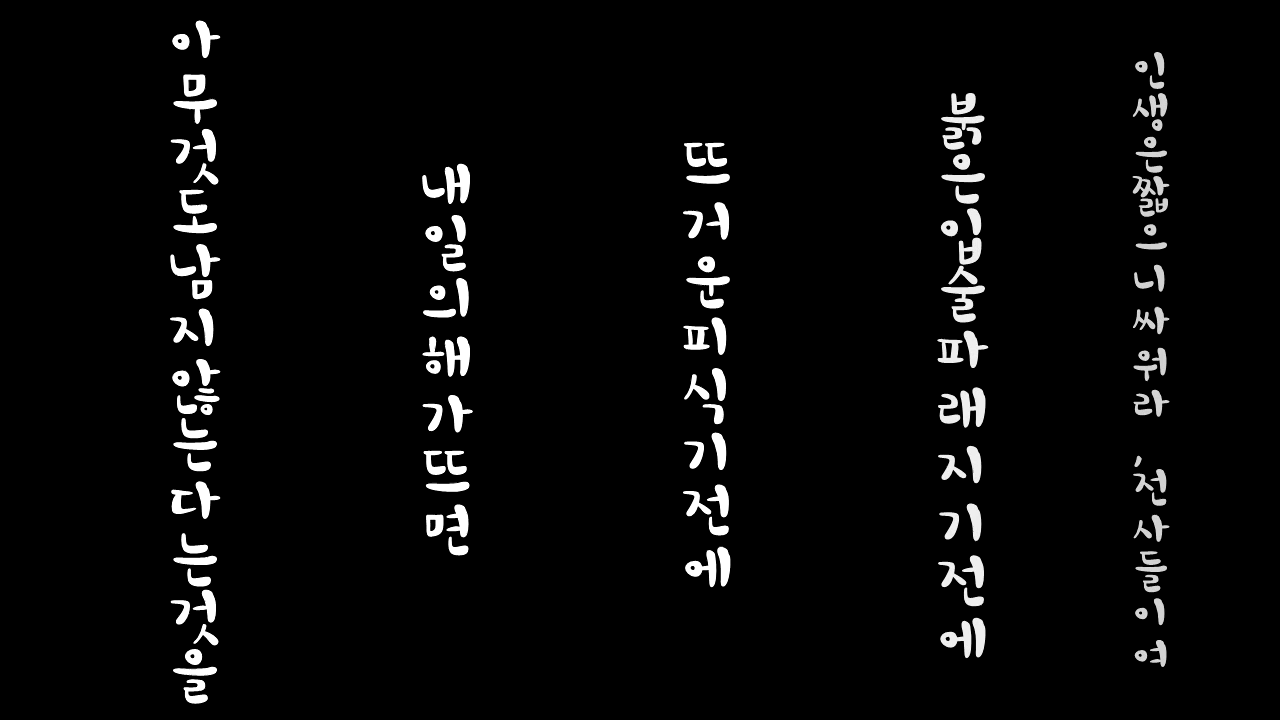 인생은짧으니싸워라 ,천사들이여
붉은입술파래지기전에
뜨거운피식기전에
내일의해가뜨면
아무것도남지않는다는것을